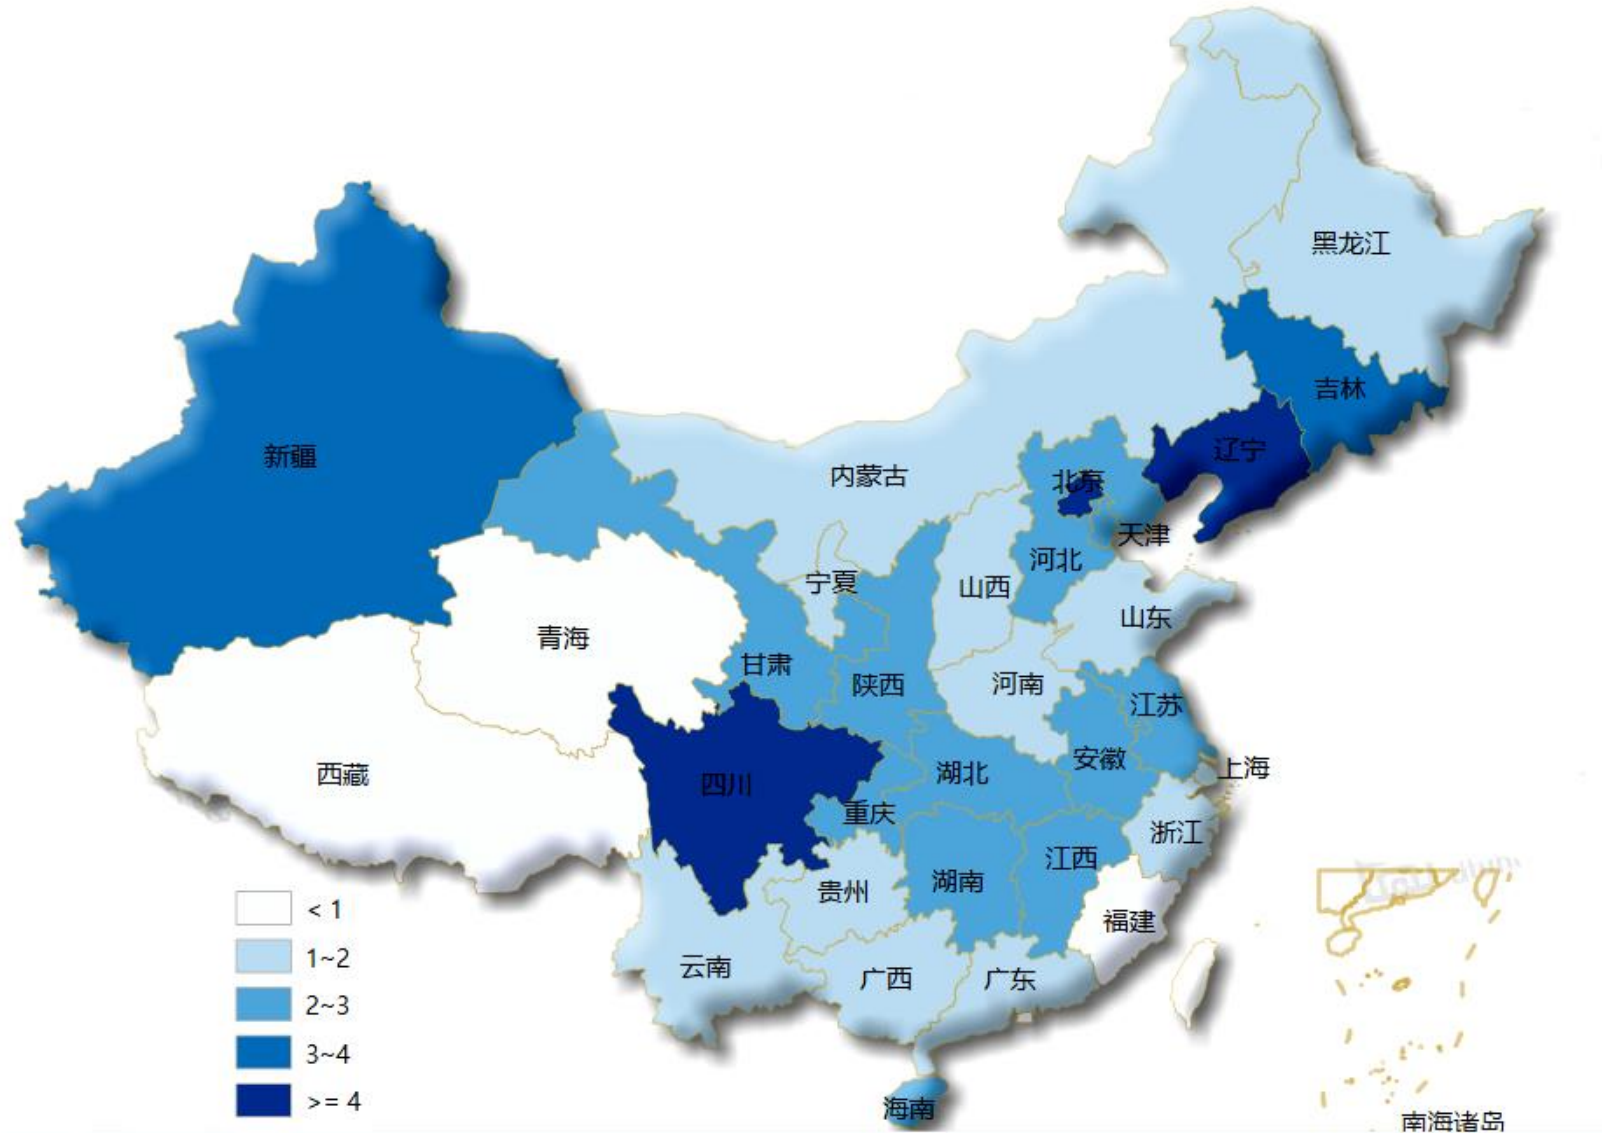 黑龙江
吉林
辽宁
新疆
内蒙古
北京
天津
河北
宁夏
山西
山东
青海
甘肃
陕西
河南
江苏
西藏
四川
湖北
安徽
上海
重庆
浙江
江西
湖南
贵州
福建
云南
广西
广东
海南
南海诸岛
< 1
1~2
2~3
3~4
>= 4